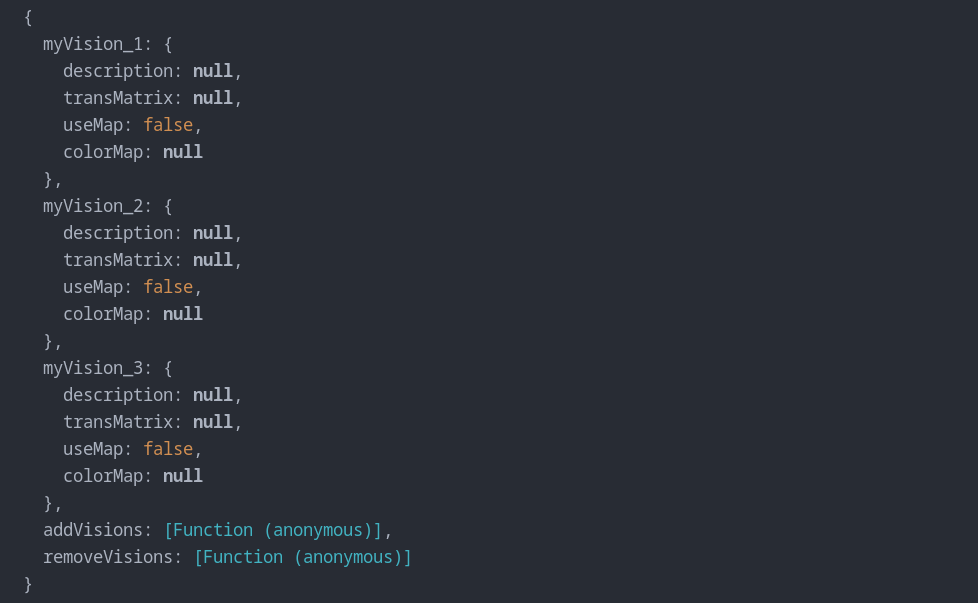 {
  myVision_1: {
    description: null,
    transMatrix: null,
    useMap: false,
    colorMap: null
  },
  myVision_2: {
    description: null,
    transMatrix: null,
    useMap: false,
    colorMap: null
  },
  myVision_3: {
    description: null,
    transMatrix: null,
    useMap: false,
    colorMap: null
  },
  addVisions: [Function (anonymous)],
  removeVisions: [Function (anonymous)]
}